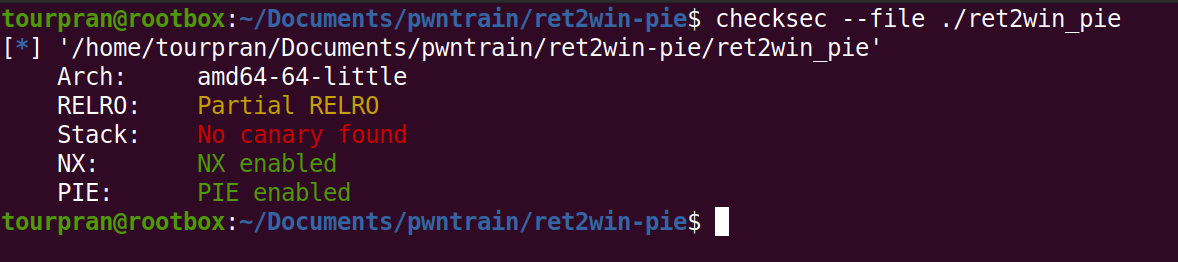 tourpran@rootbox:~/Documents/pwntrain/ret2win-pie$ checksec --file ./ret2win_pie
[*] '/home/tourpran/Documents/pwntrain/ret2win-pie/ret2win_pie'
    Arch:     amd64-64-little
    RELRO:    Partial RELRO
    Stack:    No canary found
    NX:       NX enabled
    PIE:      PIE enabled
tourpran@rootbox:~/Documents/pwntrain/ret2win-pie$